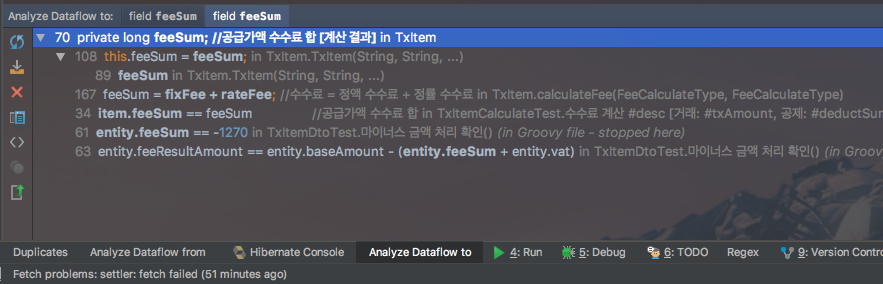 Analyze Dataflow to: field feeSum field feeSum
70 private long feeSum; //공급가액 수수료 합 [계산 결과] in TxItem
108 this.feeSum = feeSum; in TxItem.TxItem(String, String, ...)
89 feeSum in TxItem.TxItem(String, String, ...)
167 feeSum = fixFee + rateFee; //수수료 = 정액 수수료 + 정률 수수료 in TxItem.calculateFee(FeeCalculateType, FeeCalculateType)
34 item.feeSum == feeSum //공급가액 수수료 합 in TxItemCalculateTest.수수료 계산 #desc [거래: #txAmount, 공제: #deductSum
61 entity.feeSum == -1270 in TxItemDtoTest.마이너스 금액 처리 확인() (in Groovy file - stopped here)
63 entity.feeResultAmount == entity.baseAmount - (entity.feeSum + entity.vat) in TxItemDtoTest.마이너스 금액 처리 확인() (in Groov
Duplicates Analyze Dataflow from Hibernate Console Analyze Dataflow to 4: Run 5: Debug 6: TODO Regex 9: Version Contr
Fetch problems: settler: fetch failed (51 minutes ago)